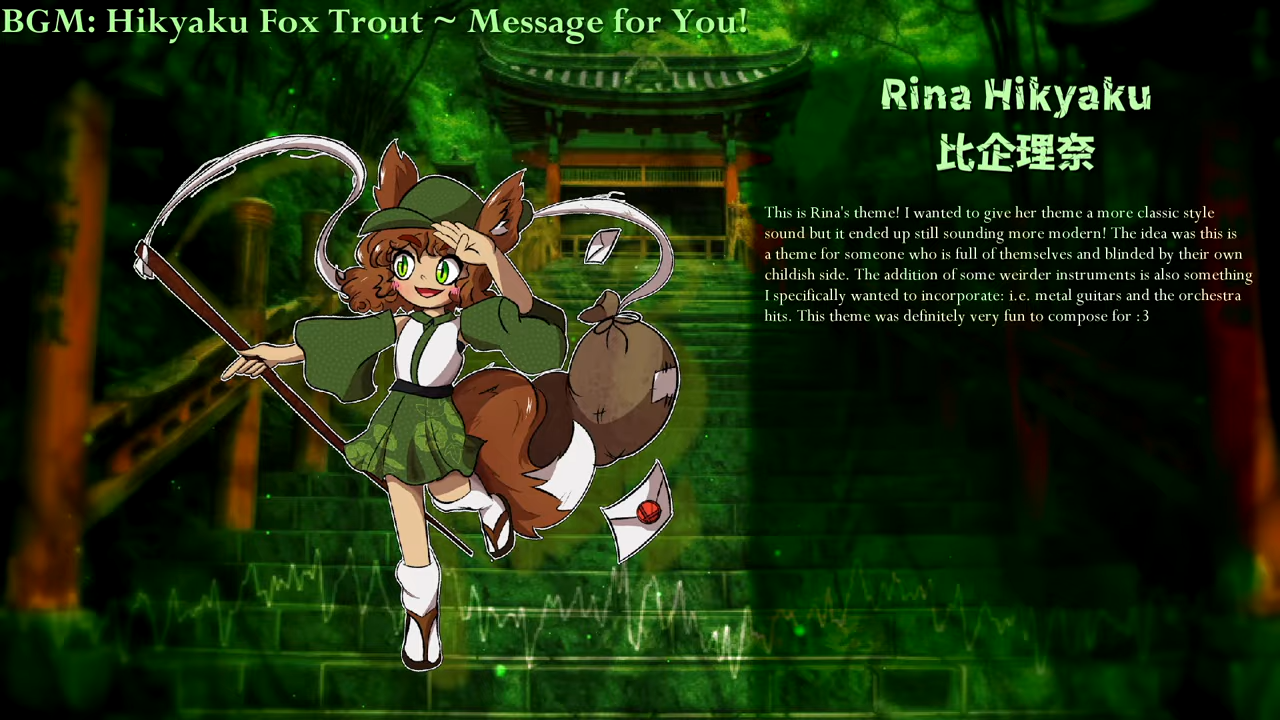 BGM: Hikyaku Fox Trout ~ Message for You!
Rina Hikyaku
比企理奈
This is Rina's theme! I wanted to give her theme a more classic style
sound but it ended up still sounding more modern! The idea was this is
a theme for someone who is full of themselves and blinded by their own
childish side. The addition of some weirder instruments is also something
I specifically wanted to incorporate: i.e. metal guitars and the orchestra
hits. This theme was definitely very fun to compose for :3